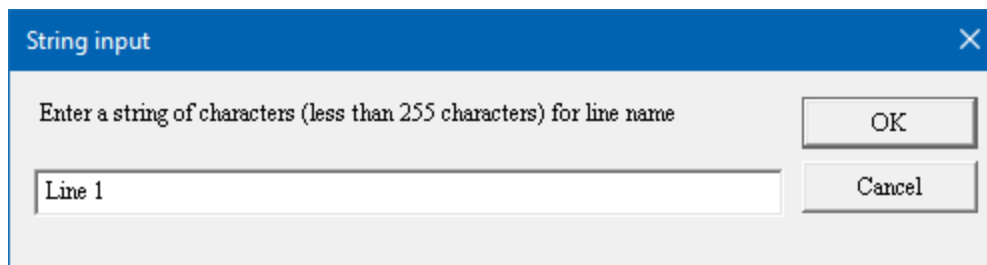 String input
Enter a string of characters (less than 255 characters) for line name
OK
Line 1
Cancel